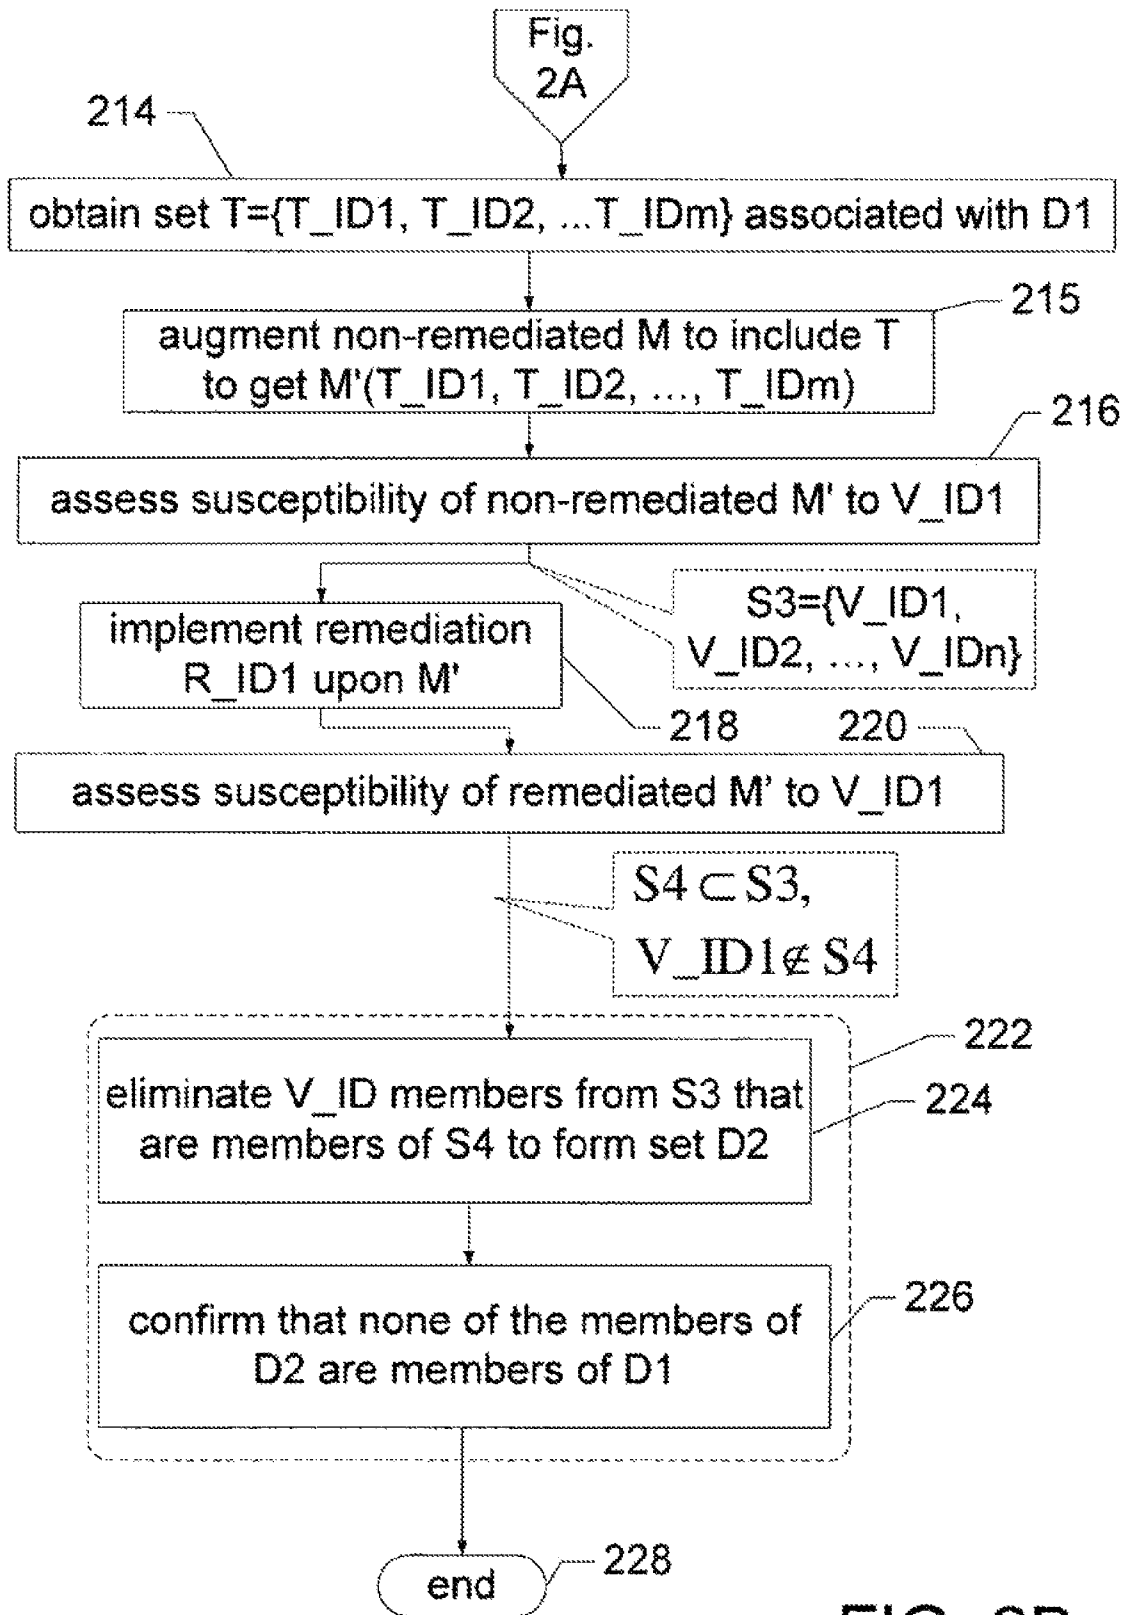 Fig.
2A
214
obtain set T={T_ID1, T_ID2, ...T_IDm} associated with D1
215
augment non-remediated M to include T
to get M'(T_ID1, T_ID2, ..., T_IDm)
216
assess susceptibility of non-remediated M' to V_ID1
S3={V_ID1,
V_ID2, ..., V_IDn}
implement remediation
R_ID1 upon M'
218
220
assess susceptibility of remediated M' to V_ID1
S4 ⊂ S3,
V_ID1∉ S4
222
eliminate V_ID members from S3 that
are members of S4 to form set D2
224
confirm that none of the members of
D2 are members of D1
226
end
228